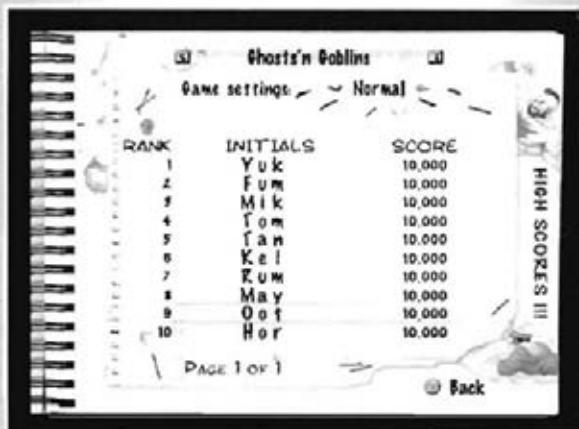 Ghosts'n Goblins
Game settings Normal
RANK INITIALS SCORE
1 Yuk 10,000
2 Fum 10,000
3 Mik 10,000
4 Tom 10,000
5 Tan 10,000
6 Kel 10,000
7 Rum 10,000
8 May 10,000
9 Oot 10,000
10 Hor 10,000
PAGE 1 OF 1
Back
HIGH SCORES !!!